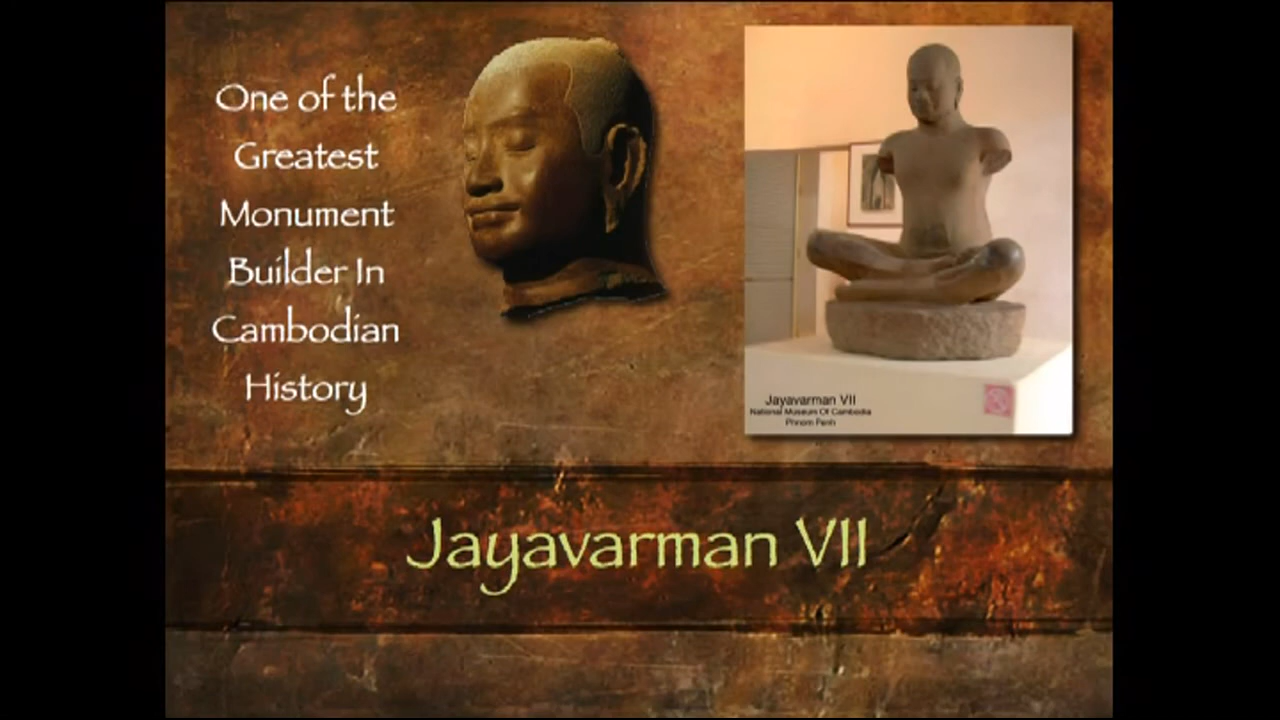 One of the
Greatest
Monument
Builder In
Cambodian
History
Jayavarman VII
National Museum Of Cambodia
Phnom Penh
Jayavarman VII